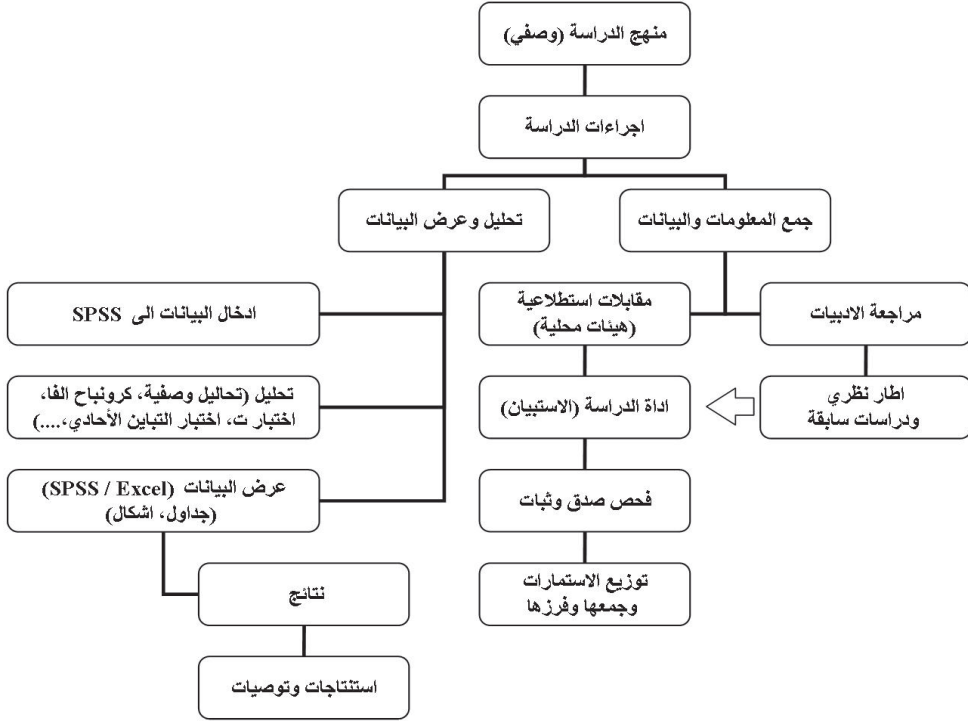 منهج الدراسة (وصفي)
اجراءات الدراسة
جمع المعلومات والبيانات
تحليل وعرض البيانات
مراجعة الادبيات
مقابلات استطلاعية
(هيئات محلية)
ادخال البيانات الى SPSS
اطار نظري
ودراسات سابقة
اداة الدراسة (الاستبيان)
تحليل (تحاليل وصفية، كرونباح الفا،
اختبار ت، اختبار التباين الأحادي،....)
فحص صدق وثبات
عرض البيانات (SPSS / Excel)
(جداول، اشكال)
توزيع الاستمارات
وجمعها وفرزها
نتائج
استنتاجات وتوصيات